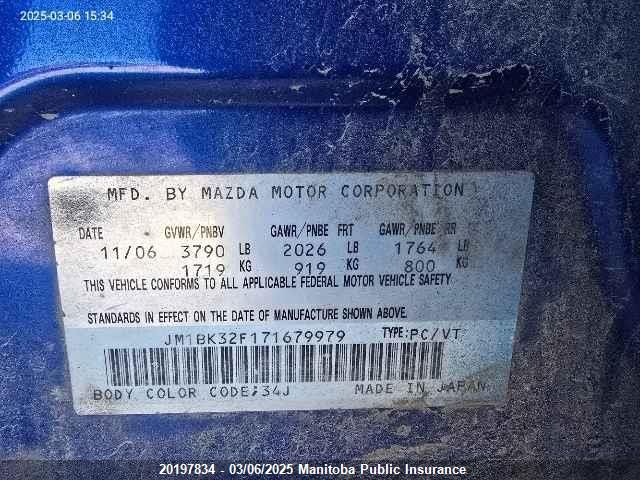 2025-03-06 15:34
MFD. BY MAZDA MOTOR CORPORATION
DATE GVWR/PNBV GAWR/PNBE FRT GAWR/PNBE RR
11/06 3790 LB 2026 LB 1764 LB
1719 KG 919 KG 800 KG
THIS VEHICLE CONFORMS TO ALL APPLICABLE FEDERAL MOTOR VEHICLE SAFETY
STANDARDS IN EFFECT ON THE DATE OF MANUFACTURE SHOWN ABOVE.
JM1BK32F171679979 TYPE:PC/VT
BODY COLOR CODE;34J MADE IN JAPAN
20197834 - 03/06/2025 Manitoba Public Insurance